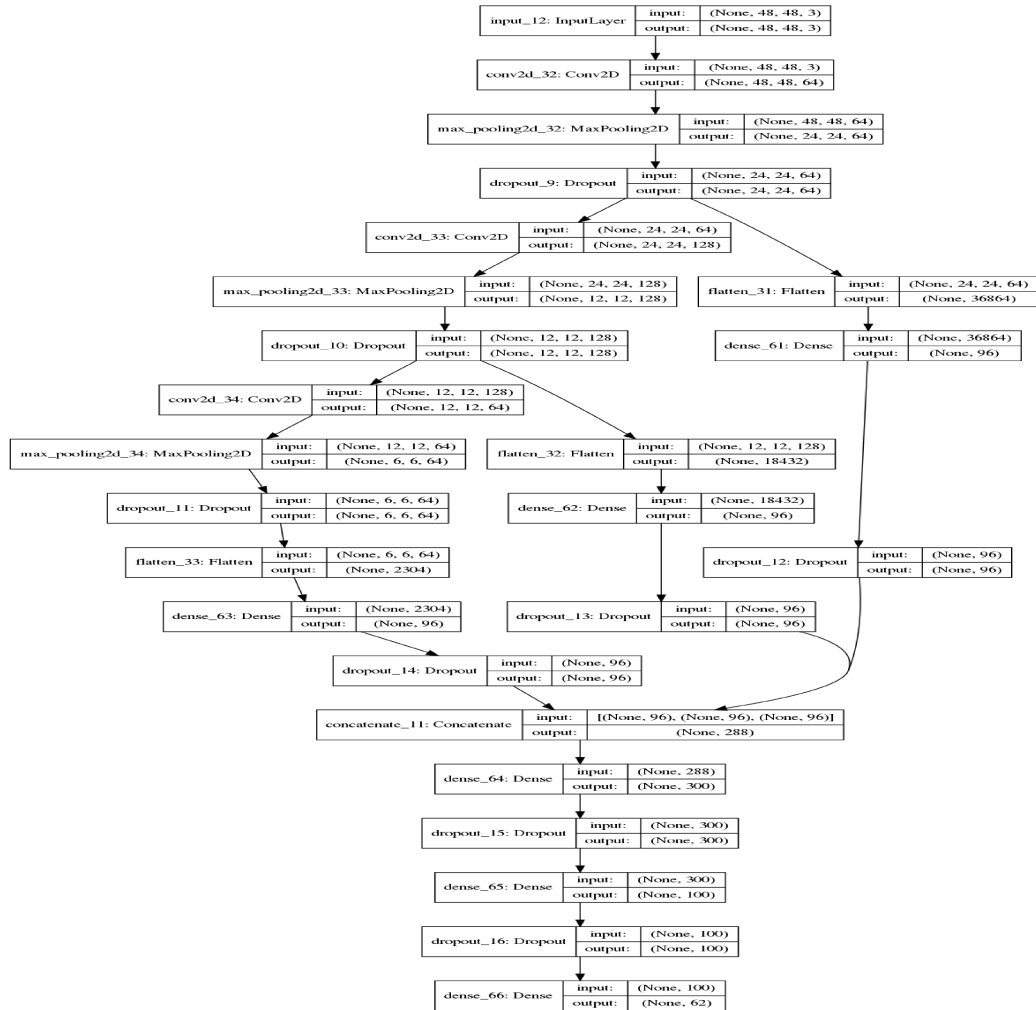 input_12: InputLayer
input: (None, 48, 48, 3)
output: (None, 48, 48, 3)
conv2d_32: Conv2D
input: (None, 48, 48, 3)
output: (None, 48, 48, 64)
max_pooling2d_32: MaxPooling2D
input: (None, 48, 48, 64)
output: (None, 24, 24, 64)
dropout_9: Dropout
input: (None, 24, 24, 64)
output: (None, 24, 24, 64)
conv2d_33: Conv2D
input: (None, 24, 24, 64)
output: (None, 24, 24, 128)
max_pooling2d_33: MaxPooling2D
input: (None, 24, 24, 128)
output: (None, 12, 12, 128)
flatten_31: Flatten
input: (None, 24, 24, 64)
output: (None, 36864)
dropout_10: Dropout
input: (None, 12, 12, 128)
output: (None, 12, 12, 128)
dense_61: Dense
input: (None, 36864)
output: (None, 96)
conv2d_34: Conv2D
input: (None, 12, 12, 128)
output: (None, 12, 12, 64)
max_pooling2d_34: MaxPooling2D
input: (None, 12, 12, 64)
output: (None, 6, 6, 64)
flatten_32: Flatten
input: (None, 12, 12, 128)
output: (None, 18432)
dropout_11: Dropout
input: (None, 6, 6, 64)
output: (None, 6, 6, 64)
dense_62: Dense
input: (None, 18432)
output: (None, 96)
flatten_33: Flatten
input: (None, 6, 6, 64)
output: (None, 2304)
dropout_12: Dropout
input: (None, 96)
output: (None, 96)
dense_63: Dense
input: (None, 2304)
output: (None, 96)
dropout_13: Dropout
input: (None, 96)
output: (None, 96)
dropout_14: Dropout
input: (None, 96)
output: (None, 96)
concatenate_11: Concatenate
input: [(None, 96), (None, 96), (None, 96)]
output: (None, 288)
dense_64: Dense
input: (None, 288)
output: (None, 300)
dropout_15: Dropout
input: (None, 300)
output: (None, 300)
dense_65: Dense
input: (None, 300)
output: (None, 100)
dropout_16: Dropout
input: (None, 100)
output: (None, 100)
dense_66: Dense
input: (None, 100)
output: (None, 62)